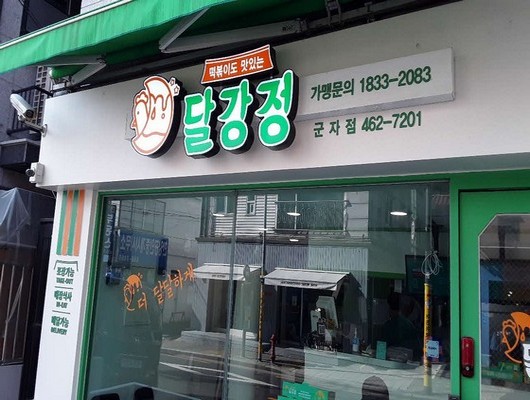 떡볶이도 맛있는
달강정
가맹문의 1833-2083
군자점 462-7201
더 달달하게
포장가능
TAKE-OUT
매장식사
IN-EAT
배달가능
DELIVERY